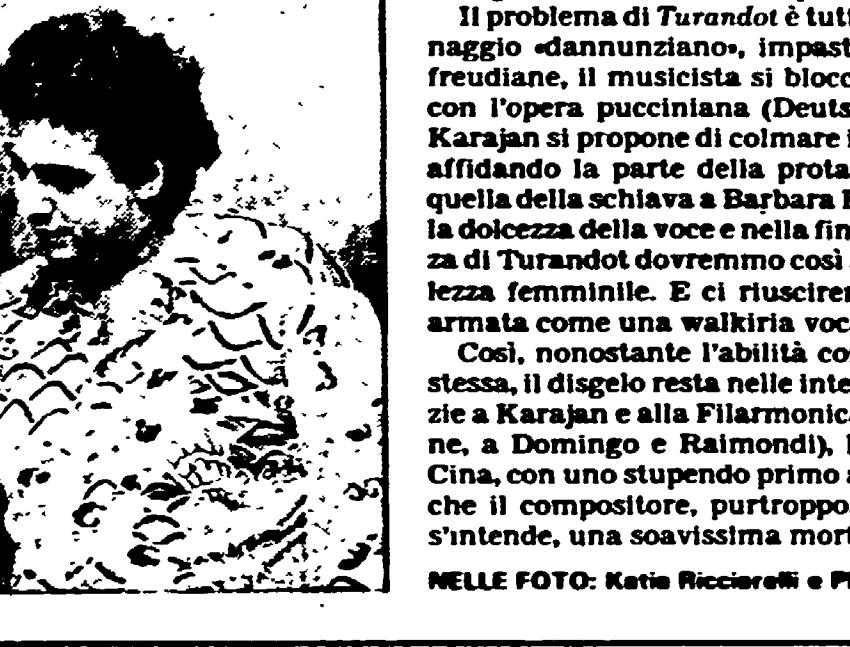 Il problema di Turandot è tutt
naggio «dannunziano», impast
freudiane, il musicista si blocc
con l'opera pucciniana (Deuts
Karajan si propone di colmare i
affidando la parte della prota
quella della schiava a Barbara
la dolcezza della voce e nella fin
za di Turandot dovremmo così
lezza femminile. E ci riuscirer
armata come una walkiria voc
Così, nonostante l'abilità co
stessa, il disgelo resta nelle inte
zie a Karajan e alla Filarmonic
ne, a Domingo e Raimondi),
Cina, con uno stupendo primo a
che il compositore, purtroppo
s'intende, una soavissima mort
NELLE FOTO: Katia Ricciarelli e